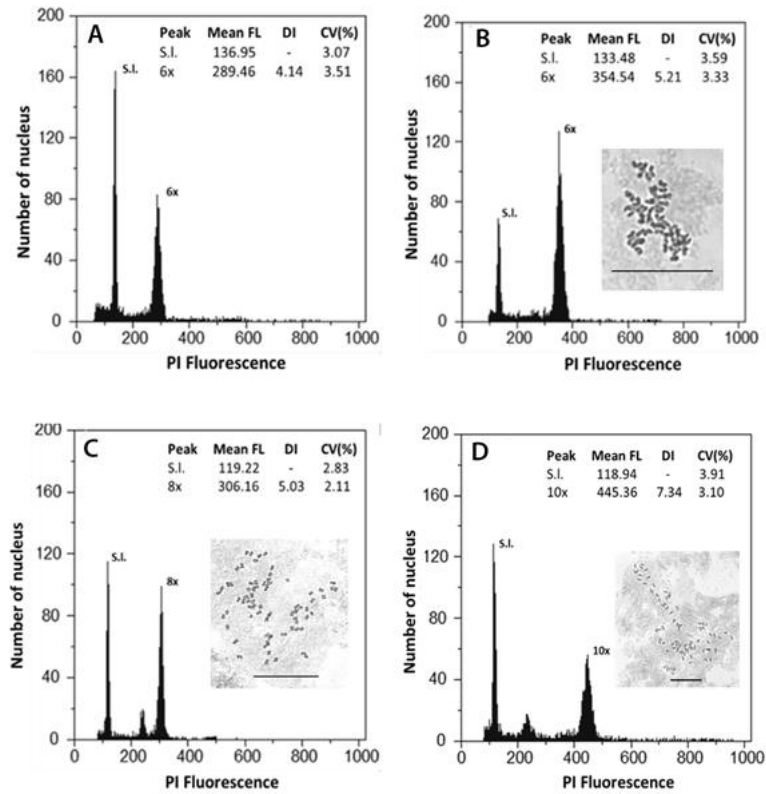 A
Peak Mean FL DI CV(%)
S.I. 136.95 - 3.07
6x 289.46 4.14 3.51
S.I.
6x
200
160
120
80
40
0
0 200 400 600 800 1000
Number of nucleus
PI Fluorescence
B
Peak Mean FL DI CV(%)
S.I. 133.48 - 3.59
6x 354.54 5.21 3.33
6x
S.I.
200
160
120
80
40
0
0 200 400 600 800 1000
Number of nucleus
PI Fluorescence
C
Peak Mean FL DI CV(%)
S.I. 119.22 - 2.83
8x 306.16 5.03 2.11
S.I.
8x
200
160
120
80
40
0
0 200 400 600 800 1000
Number of nucleus
PI Fluorescence
D
Peak Mean FL DI CV(%)
S.I. 118.94 - 3.91
10x 445.36 7.34 3.10
S.I.
10x
200
160
120
80
40
0
0 200 400 600 800 1000
Number of nucleus
PI Fluorescence